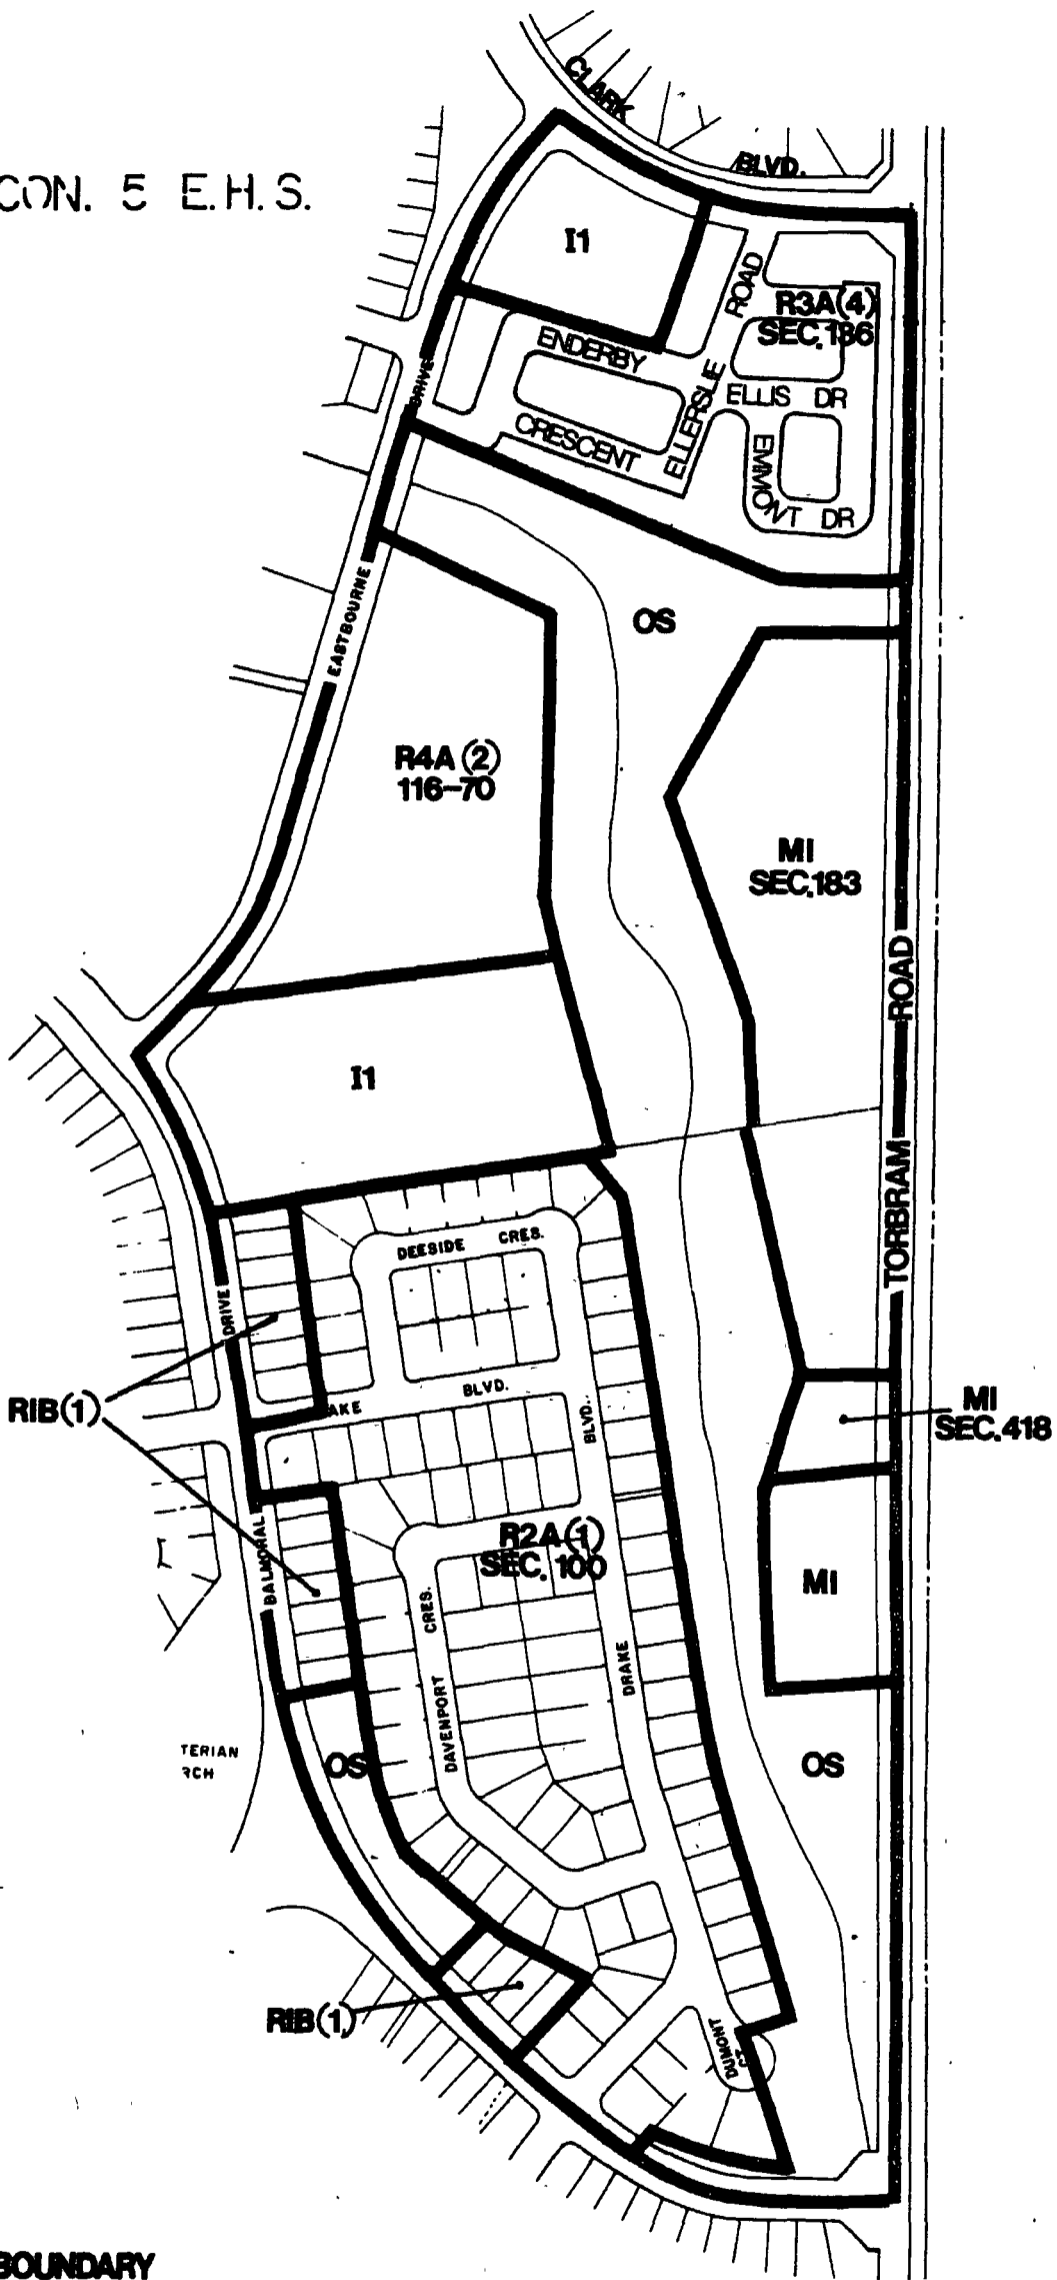 CLARK
BLVD.
CON. 5 E.H.S.
I1
ROAD
R3A(4)
SEC.186
ENDERBY
DRIVE
ELLERSLIE
ELLIS DR
CRESCENT
EMMONT DR
EASTBOURNE
OS
R4A(2)
116-70
MI
SEC.183
ROAD
I1
TORBRAM
DEESIDE CRES.
DRIVE
BLVD.
AKE
RIB(1)
BLVD.
MI
SEC.418
R2A(1)
SEC. 100
BALMORAL
MI
CRES.
DRAKE
DAVENPORT
TERIAN
RCH
OS
OS
RIB(1)
DUMONT
BOUNDARY